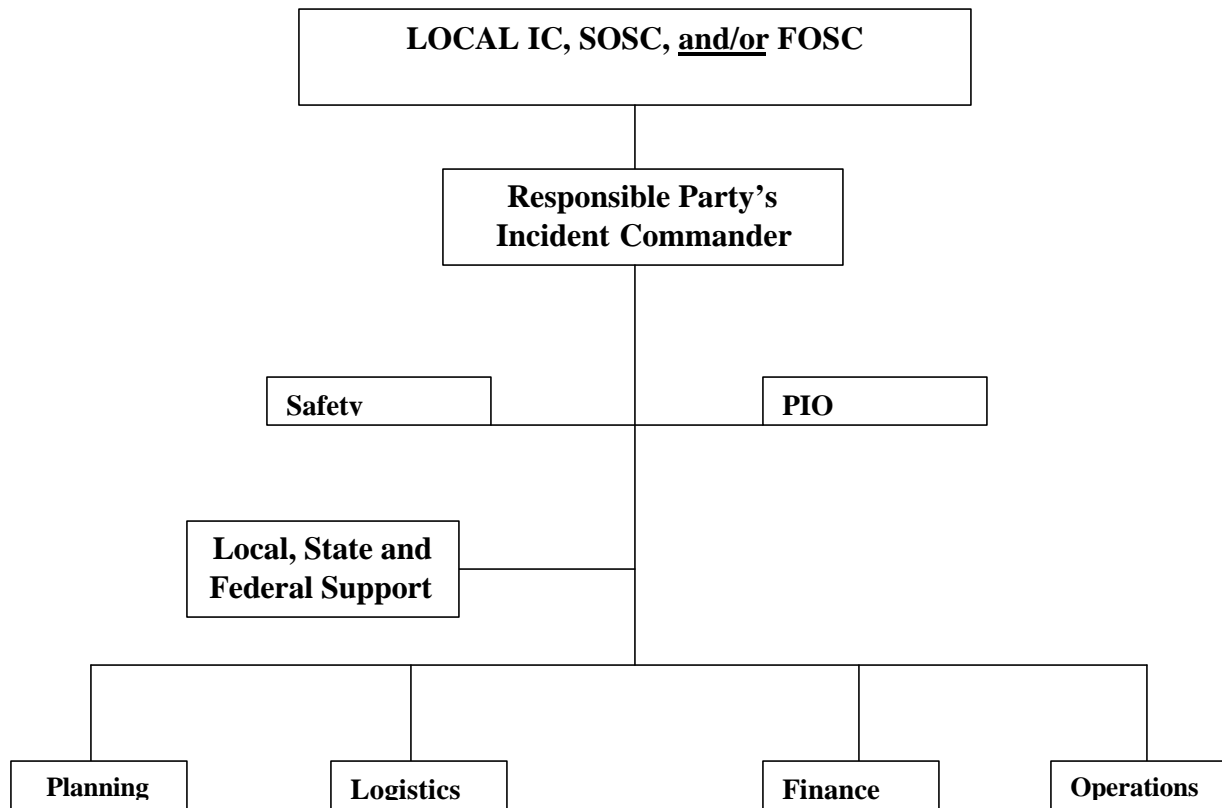 LOCAL IC, SOSC, and/or FOSC
Responsible Party’s
Incident Commander
Safety
PIO
Local, State and
Federal Support
Planning
Logistics
Finance
Operations